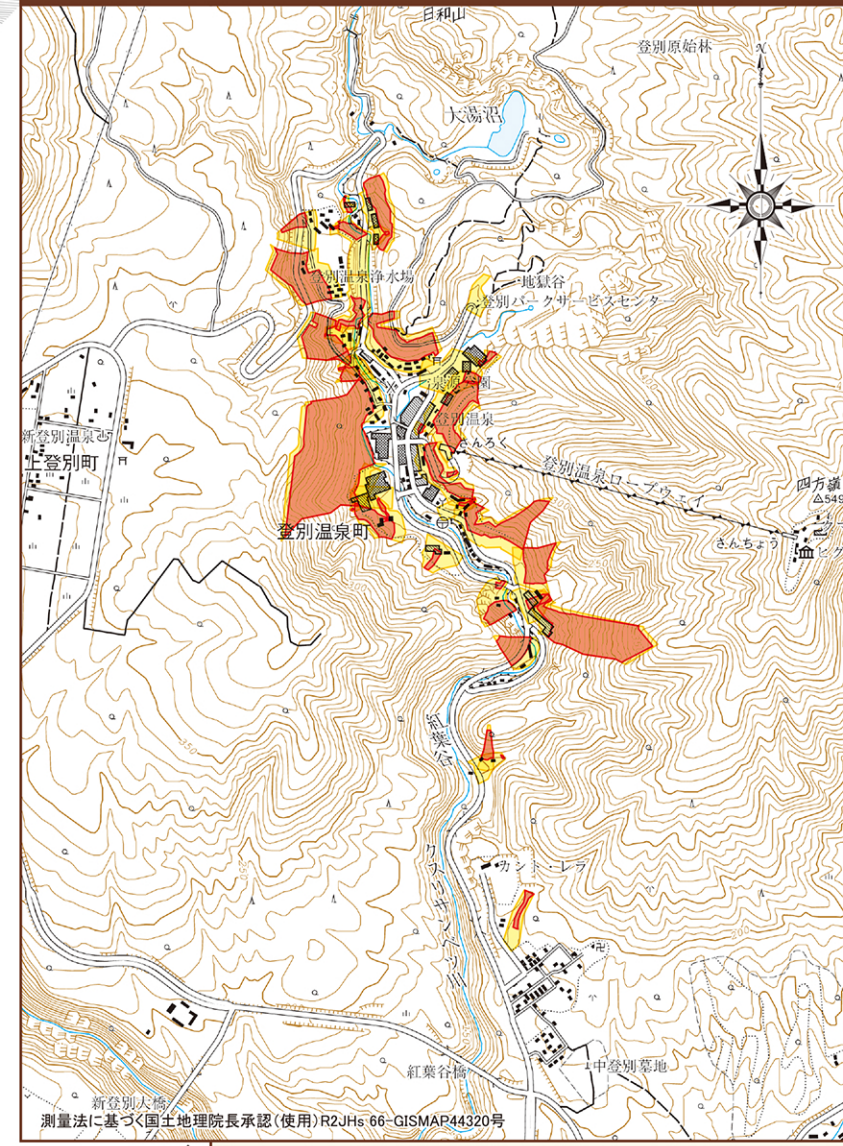 日和山
登別原始林
N
大湯沼
地獄谷
登別温泉浄水場
登別パークサービスセンター
泉源公園
登別温泉
さんろく
新登別温泉
上登別町
登別温泉ロープウェイ
四方嶺
△549
さんちょう
登別温泉町
紅葉谷
350
250
カント・レラ
クスリサンベツ川
200
中登別墓地
紅葉谷橋
新登別大橋
測量法に基づく国土地理院長承認(使用)R2JHs 66-GISMAP44320号